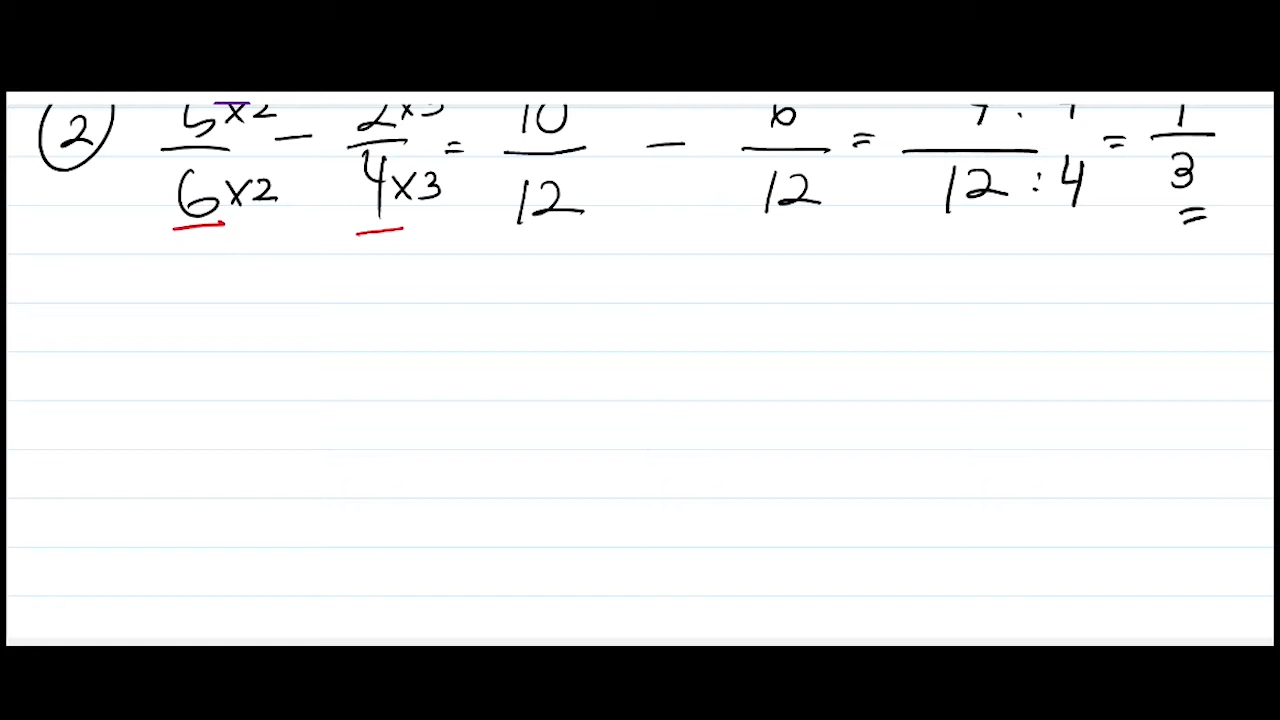 ② 5×2/6×2 − 2×3/4×3 = 10/12 − 6/12 = 4:4/12:4 = 1/3